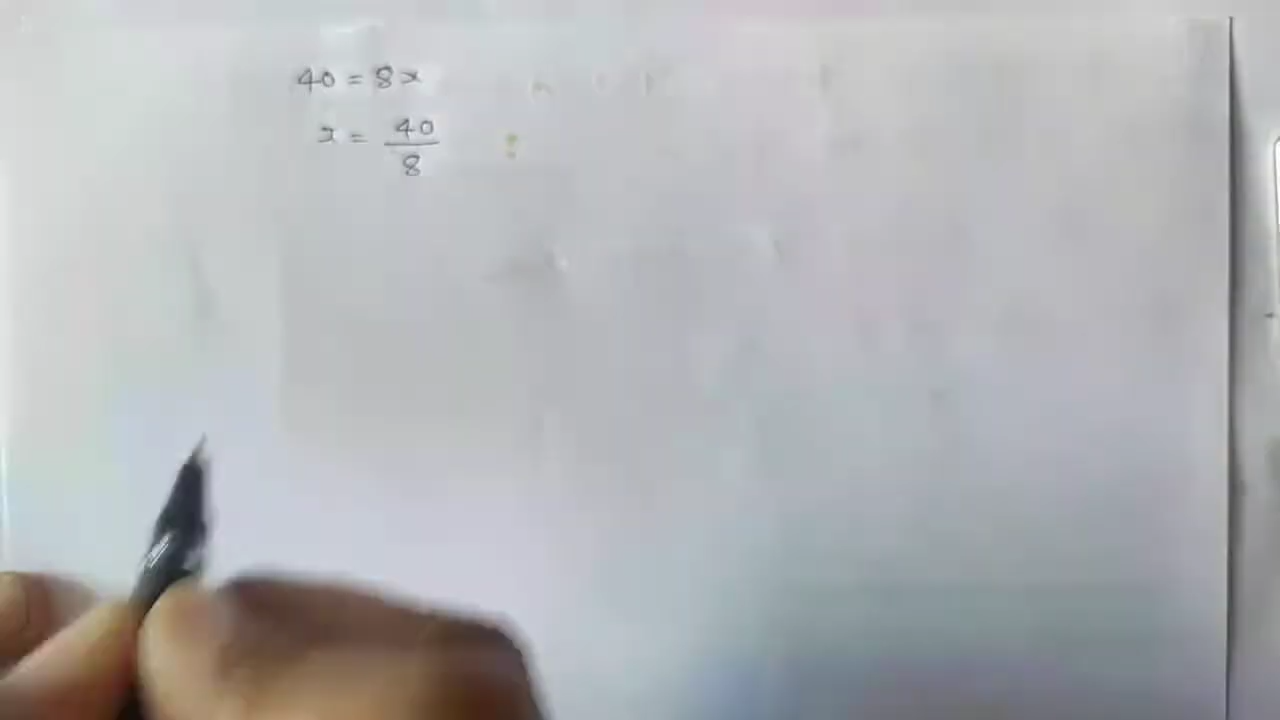 40 = 8x
x = 40/8